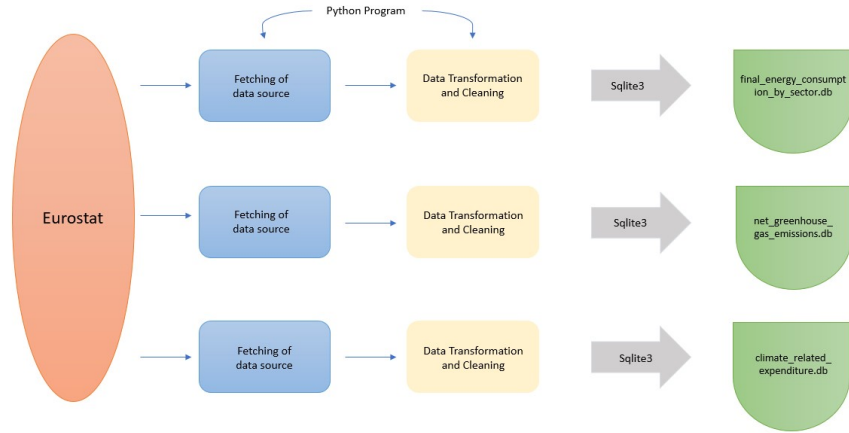 Python Program
Eurostat
Fetching of
data source
Data Transformation
and Cleaning
Sqlite3
final_energy_consumpt
ion_by_sector.db
Fetching of
data source
Data Transformation
and Cleaning
Sqlite3
net_greenhouse_
gas_emissions.db
Fetching of
data source
Data Transformation
and Cleaning
Sqlite3
climate_related_
expenditure.db